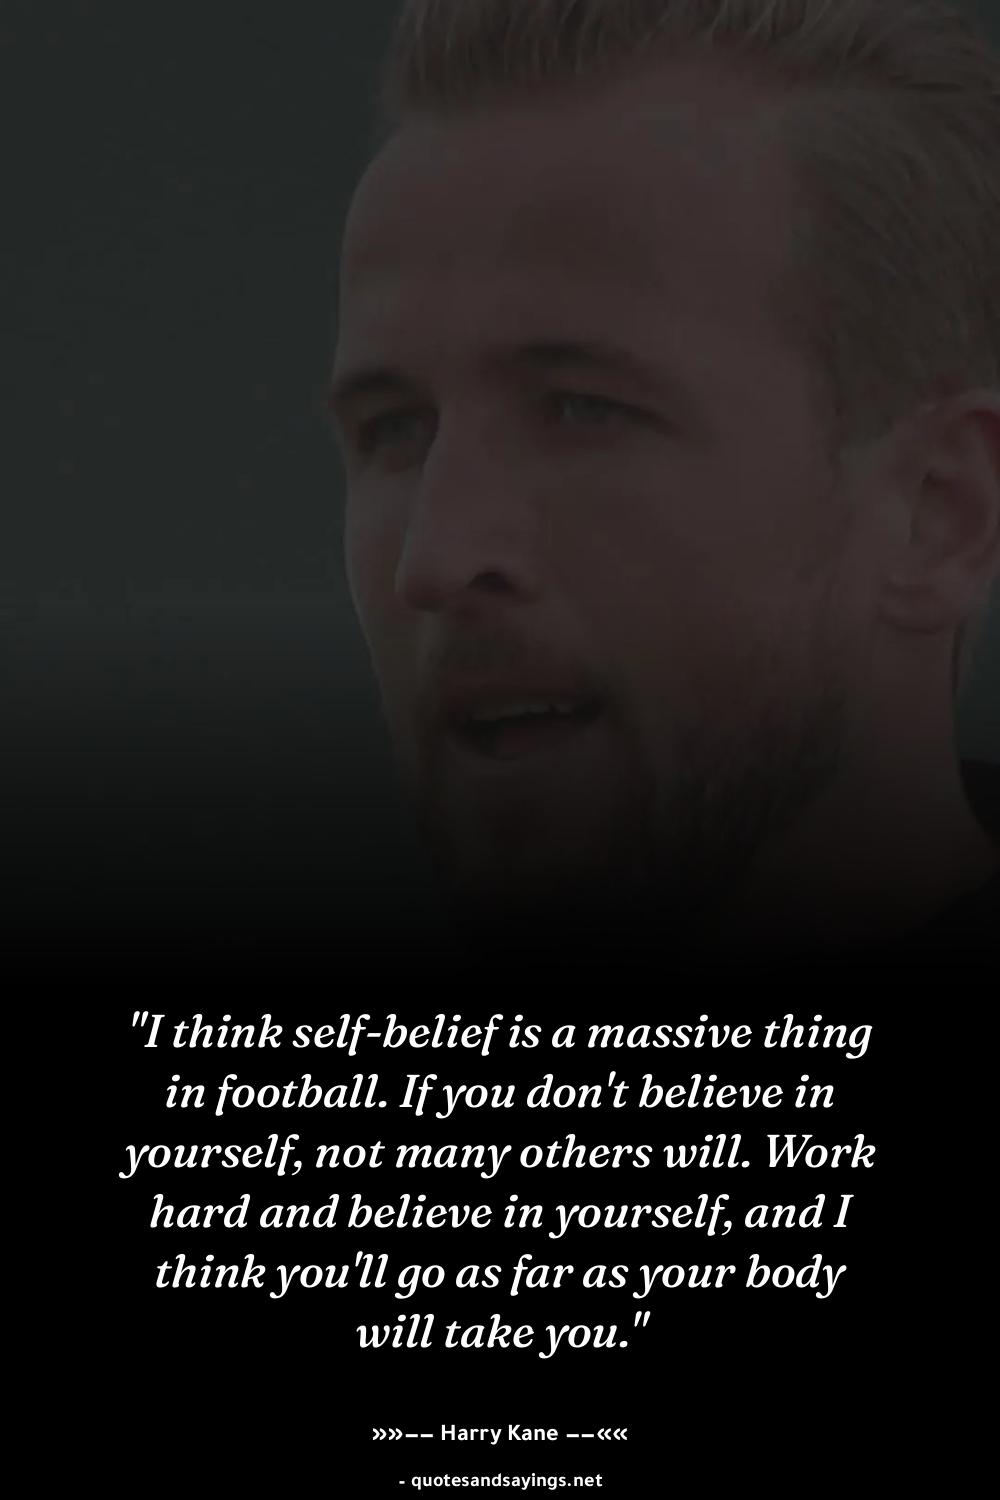 "I think self-belief is a massive thing
in football. If you don't believe in
yourself, not many others will. Work
hard and believe in yourself, and I
think you'll go as far as your body
will take you."
»»–– Harry Kane ––««
- quotesandsayings.net